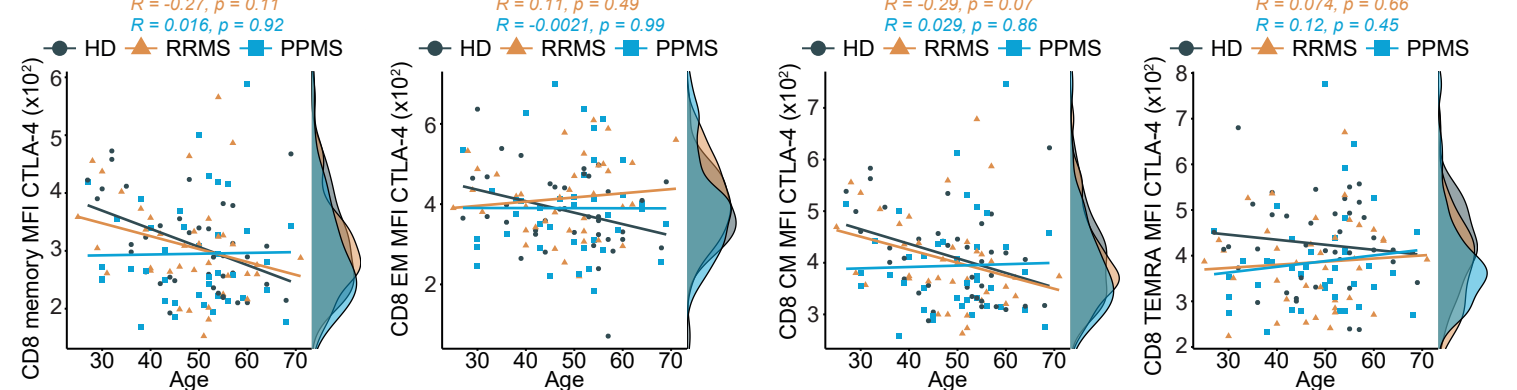 R = -0.27, p = 0.11
R = 0.016, p = 0.92
HD RRMS PPMS
CD8 memory MFI CTLA-4 (x10²)
6
5
4
3
2
30 40 50 60 70
Age
R = 0.11, p = 0.49
R = -0.0021, p = 0.99
HD RRMS PPMS
CD8 EM MFI CTLA-4 (x10²)
6
4
2
30 40 50 60 70
Age
R = -0.29, p = 0.07
R = 0.029, p = 0.86
HD RRMS PPMS
CD8 CM MFI CTLA-4 (x10²)
7
6
5
4
3
30 40 50 60 70
Age
R = 0.074, p = 0.66
R = 0.12, p = 0.45
HD RRMS PPMS
CD8 TEMRA MFI CTLA-4 (x10²)
8
7
6
5
4
3
2
30 40 50 60 70
Age